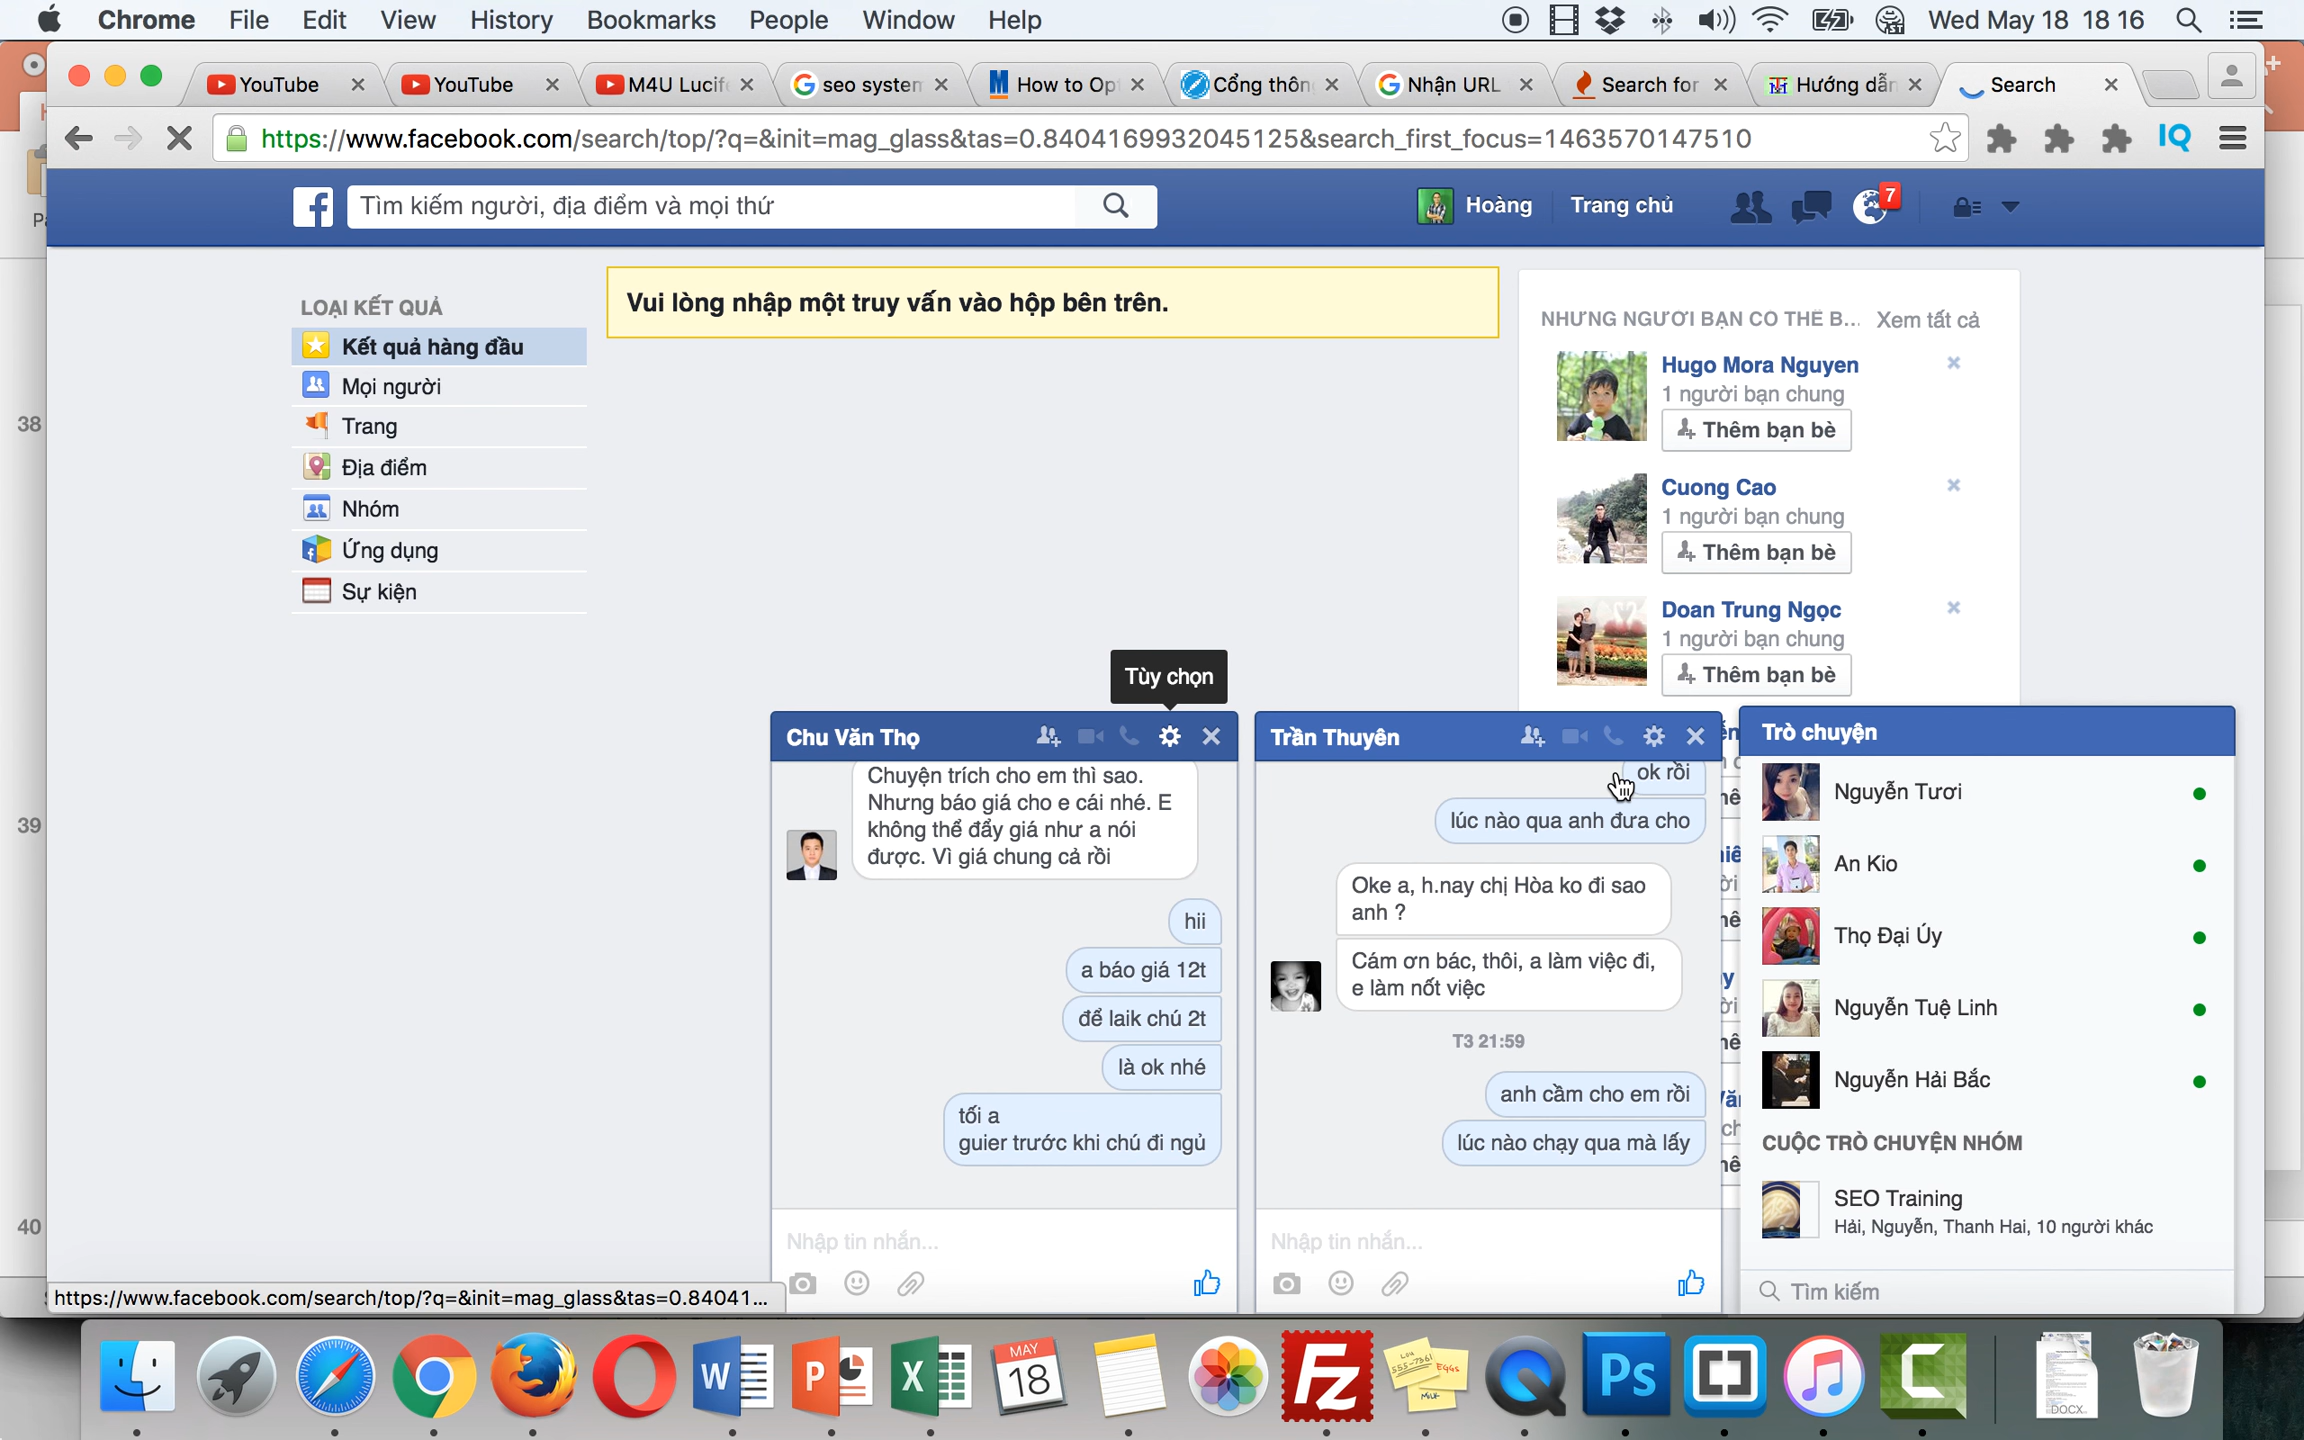 Chrome File Edit View History Bookmarks People Window Help Wed May 18 18 16
YouTube YouTube M4U Lucife seo system How to Op Cổng thôn Nhận URL Search for Hướng dẫn Search
https://www.facebook.com/search/top/?q=&init=mag_glass&tas=0.8404169932045125&search_first_focus=1463570147510 IQ
Tìm kiếm người, địa điểm và mọi thứ Hoàng Trang chủ 7
LOẠI KẾT QUẢ
Kết quả hàng đầu
Mọi người
Trang
Địa điểm
Nhóm
Ứng dụng
Sự kiện
Vui lòng nhập một truy vấn vào hộp bên trên.
NHỮNG NGƯỜI BẠN CÓ THỂ B... Xem tất cả
Hugo Mora Nguyen
1 người bạn chung
Thêm bạn bè
Cuong Cao
1 người bạn chung
Thêm bạn bè
Doan Trung Ngọc
1 người bạn chung
Thêm bạn bè
38
39
40
Tùy chọn
Chu Văn Thọ
Chuyện trích cho em thì sao.
Nhưng báo giá cho e cái nhé. E
không thể đẩy giá như a nói
được. Vì giá chung cả rồi
hii
a báo giá 12t
để laik chú 2t
là ok nhé
tối a
guier trước khi chú đi ngủ
Nhập tin nhắn...
Trần Thuyên
ok rồi
lúc nào qua anh đưa cho
Oke a, h.nay chị Hòa ko đi sao
anh ?
Cám ơn bác, thôi, a làm việc đi,
e làm nốt việc
T3 21:59
anh cầm cho em rồi
lúc nào chạy qua mà lấy
Nhập tin nhắn...
Trò chuyện
Nguyễn Tươi
An Kio
Thọ Đại Úy
Nguyễn Tuệ Linh
Nguyễn Hải Bắc
CUỘC TRÒ CHUYỆN NHÓM
SEO Training
Hải, Nguyễn, Thanh Hai, 10 người khác
Tìm kiếm
https://www.facebook.com/search/top/?q=&init=mag_glass&tas=0.84041...
W P X MAY 18 Fz Ps C DOCX